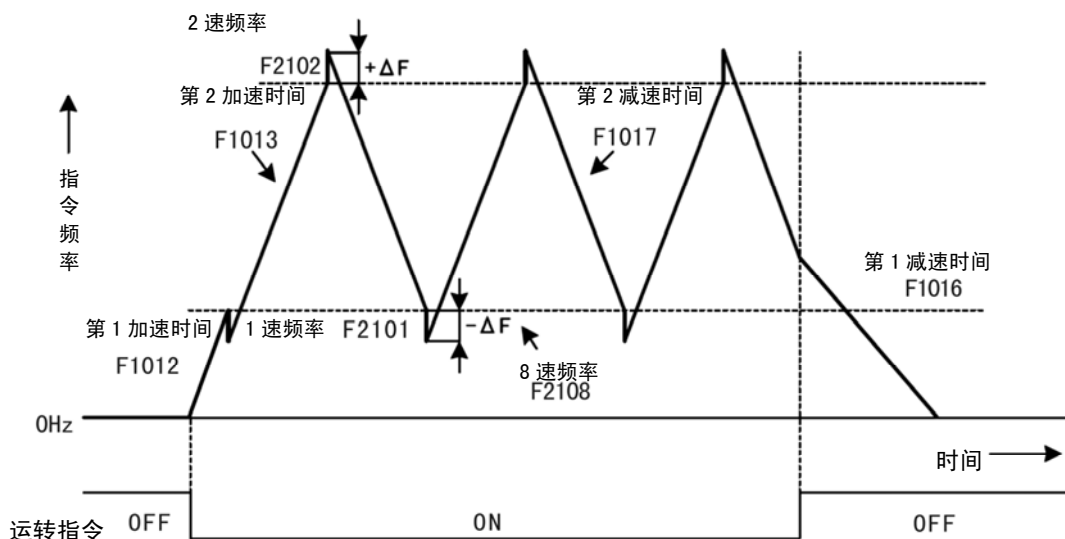 2 速频率
F2102
+ΔF
第 2 加速时间
第 2 减速时间
F1013
F1017
指令频率
第 1 减速时间
F1016
第 1 加速时间
1 速频率
F2101
-ΔF
F1012
8 速频率
F2108
0Hz
时间
运转指令
OFF
ON
OFF